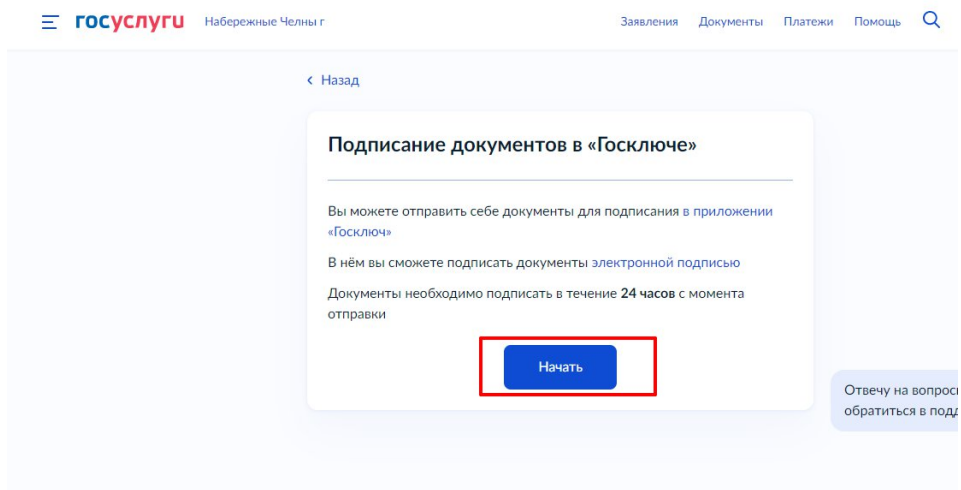 госуслуги Набережные Челны г Заявления Документы Платежи Помощь
Назад
Подписание документов в «Госключе»
Вы можете отправить себе документы для подписания в приложении
«Госключ»
В нём вы сможете подписать документы электронной подписью
Документы необходимо подписать в течение 24 часов с момента
отправки
Начать
Отвечу на вопрос
обратиться в под